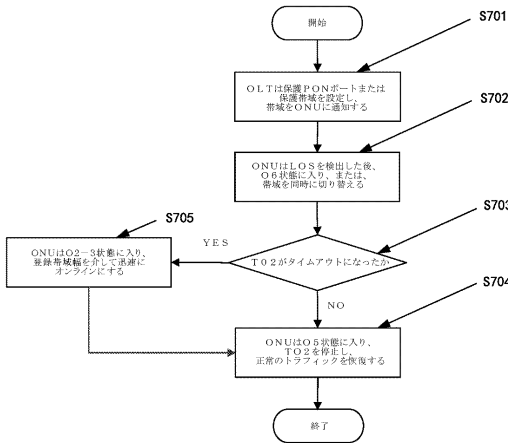 開始
S701
OLTは保護PONポートまたは
保護帯域を設定し、
帯域をONUに通知する
S702
ONUはLOSを検出した後、
O6状態に入り、または、
帯域を同時に切り替える
S703
TO2がタイムアウトになったか
YES
S705
ONUはO2-3状態に入り、
登録帯域幅を介して迅速に
オンラインにする
NO
S704
ONUはO5状態に入り、
TO2を停止し、
正常のトラフィックを恢復する
終了